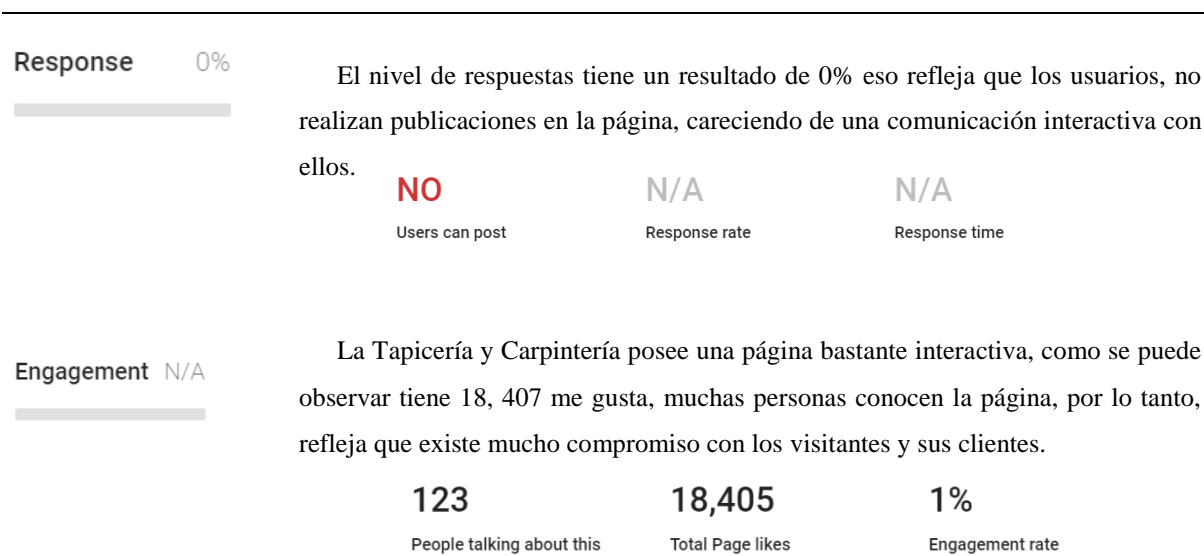 Response 0%
El nivel de respuestas tiene un resultado de 0% eso refleja que los usuarios, no
realizan publicaciones en la página, careciendo de una comunicación interactiva con
ellos.
NO N/A N/A
Users can post Response rate Response time
Engagement N/A
La Tapicería y Carpintería posee una página bastante interactiva, como se puede
observar tiene 18, 407 me gusta, muchas personas conocen la página, por lo tanto,
refleja que existe mucho compromiso con los visitantes y sus clientes.
123 18,405 1%
People talking about this Total Page likes Engagement rate